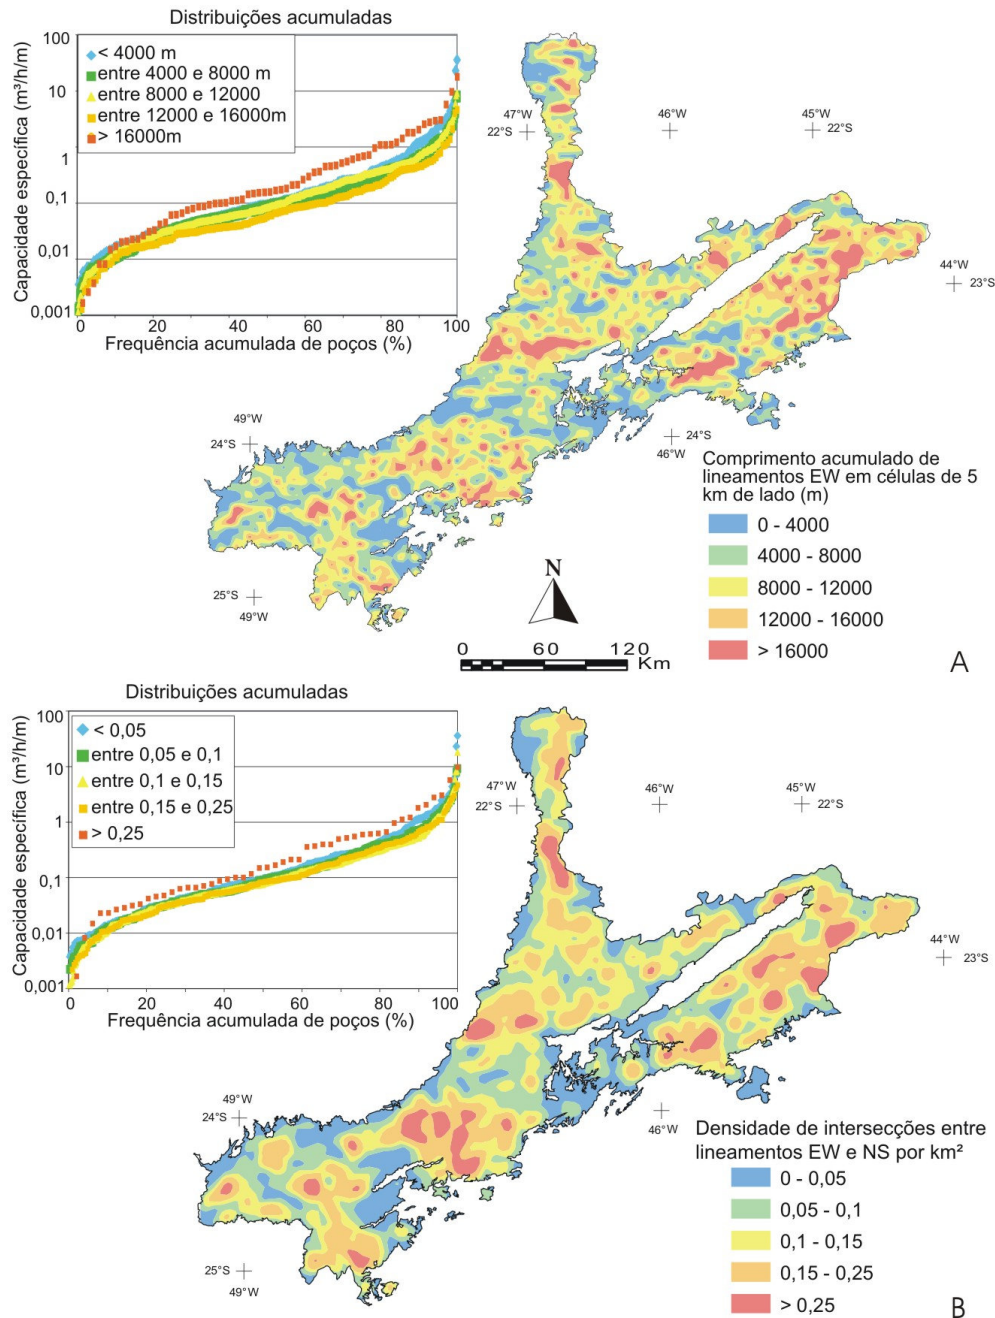 Distribuições acumuladas
100
10
1
0,1
0,01
0,001
Capacidade específica (m³/h/m)
< 4000 m
entre 4000 e 8000 m
entre 8000 e 12000
entre 12000 e 16000m
> 16000m
0 20 40 60 80 100
Frequência acumulada de poços (%)
47°W
22°S
46°W
45°W
22°S
44°W
23°S
49°W
24°S
24°S
46°W
25°S
49°W
Comprimento acumulado de
lineamentos EW em células de 5
km de lado (m)
0 - 4000
4000 - 8000
8000 - 12000
12000 - 16000
> 16000
N
0 60 120
Km
A
Distribuições acumuladas
100
10
1
0,1
0,01
0,001
Capacidade específica (m³/h/m)
< 0,05
entre 0,05 e 0,1
entre 0,1 e 0,15
entre 0,15 e 0,25
> 0,25
0 20 40 60 80 100
Frequência acumulada de poços (%)
47°W
22°S
46°W
45°W
22°S
44°W
23°S
49°W
24°S
46°W
25°S
49°W
Densidade de intersecções entre
lineamentos EW e NS por km²
0 - 0,05
0,05 - 0,1
0,1 - 0,15
0,15 - 0,25
> 0,25
B